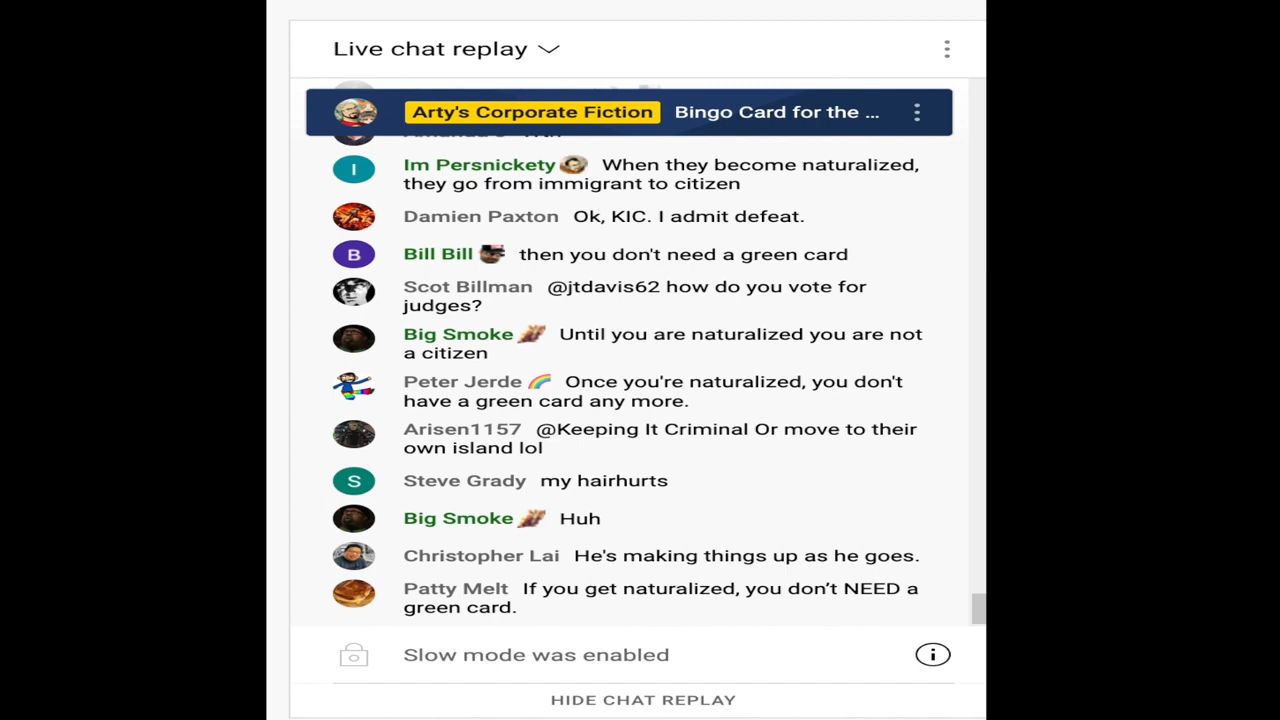 Live chat replay
Arty's Corporate Fiction Bingo Card for the ...
I Im Persnickety When they become naturalized,
they go from immigrant to citizen
Damien Paxton Ok, KIC. I admit defeat.
B Bill Bill then you don't need a green card
Scot Billman @jtdavis62 how do you vote for
judges?
Big Smoke Until you are naturalized you are not
a citizen
Peter Jerde 🌈 Once you're naturalized, you don't
have a green card any more.
Arisen1157 @Keeping It Criminal Or move to their
own island lol
S Steve Grady my hairhurts
Big Smoke Huh
Christopher Lai He's making things up as he goes.
Patty Melt If you get naturalized, you don’t NEED a
green card.
Slow mode was enabled
HIDE CHAT REPLAY